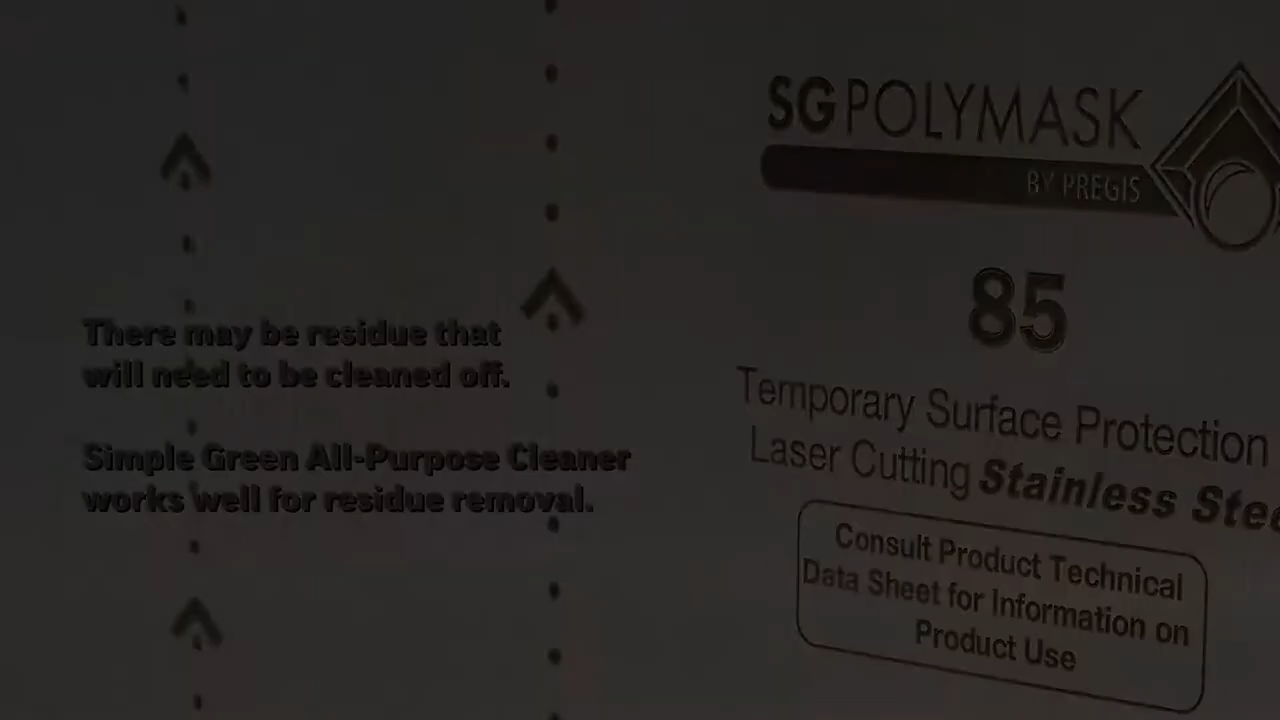 There may be residue that
will need to be cleaned off.
Simple Green All-Purpose Cleaner
works well for residue removal.
SGPOLYMASK
BY PREGIS
85
Temporary Surface Protection
Laser Cutting Stainless Stee
Consult Product Technical
Data Sheet for Information on
Product Use